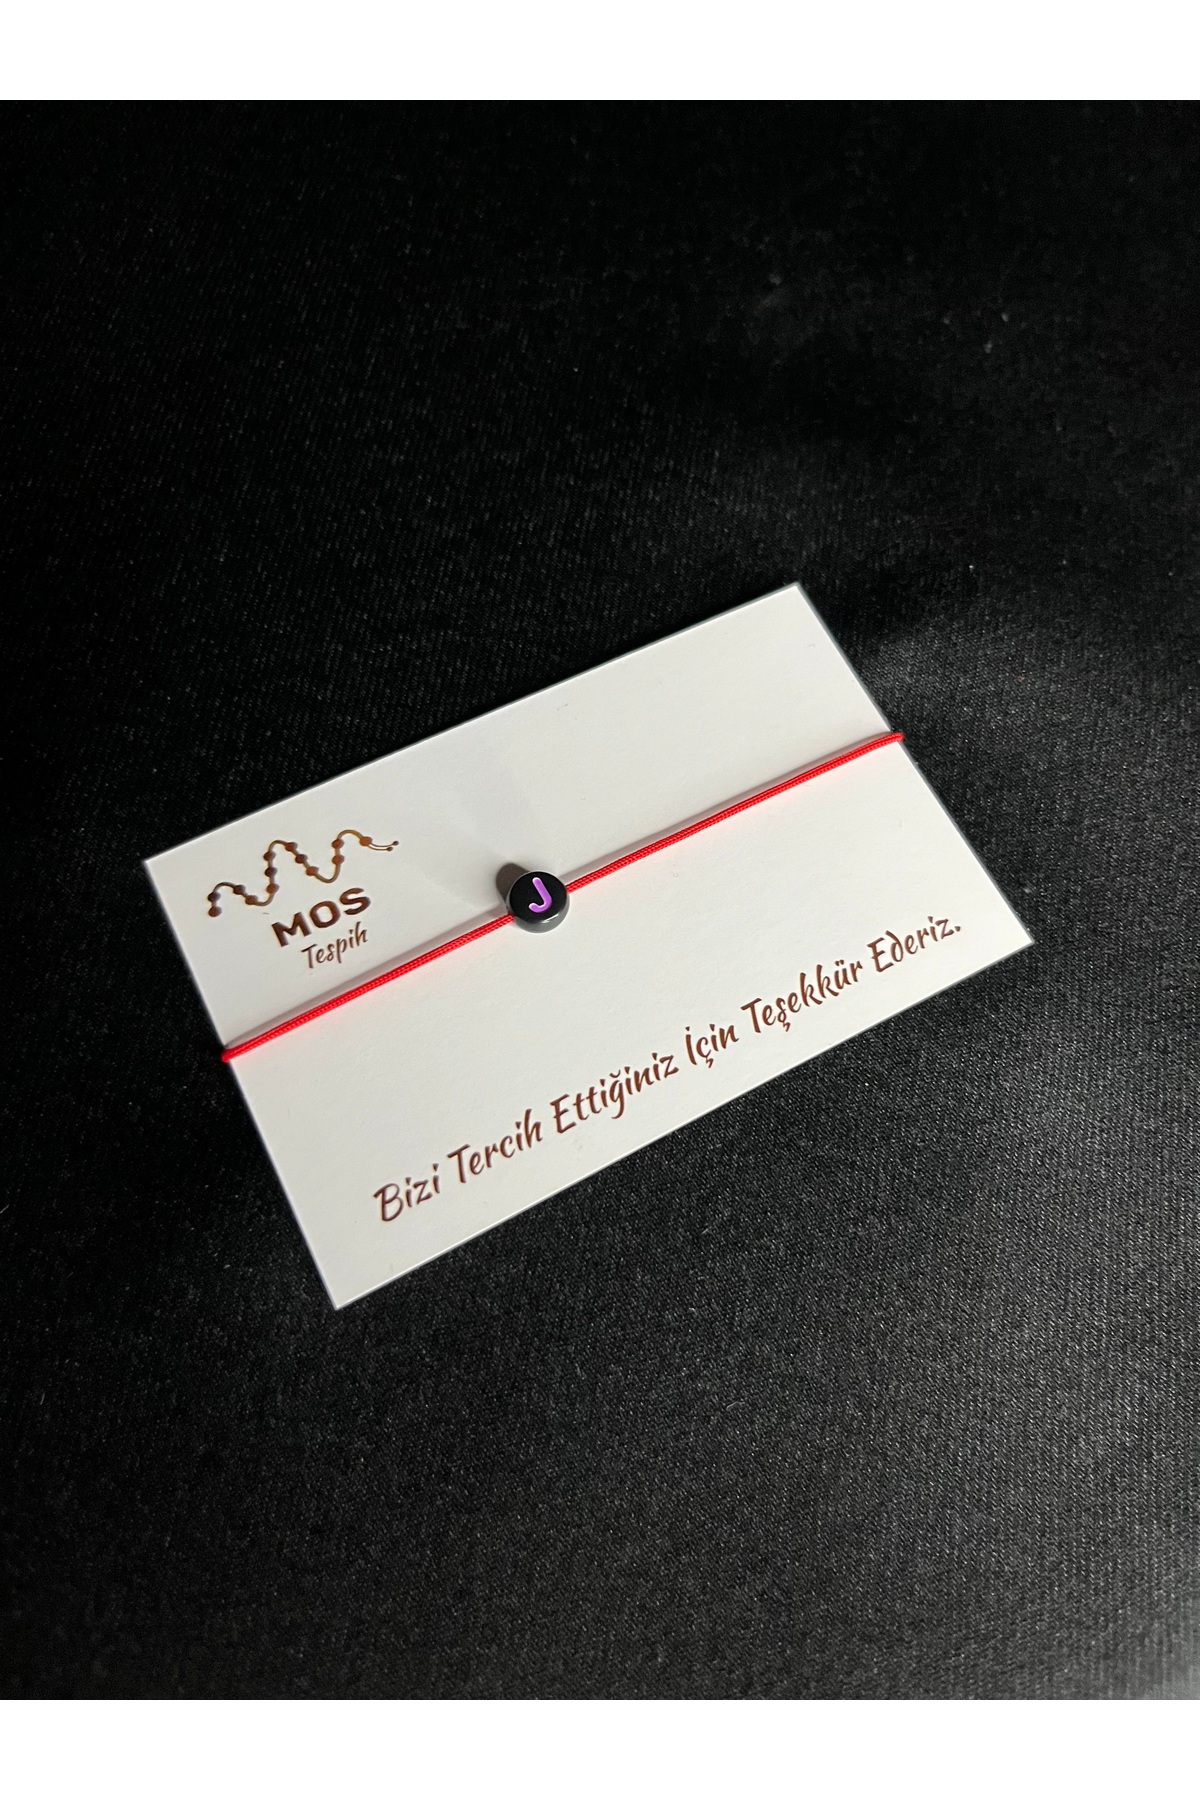 MOS
Tespih
J
Bizi Tercih Ettiğiniz İçin Teşekkür Ederiz.